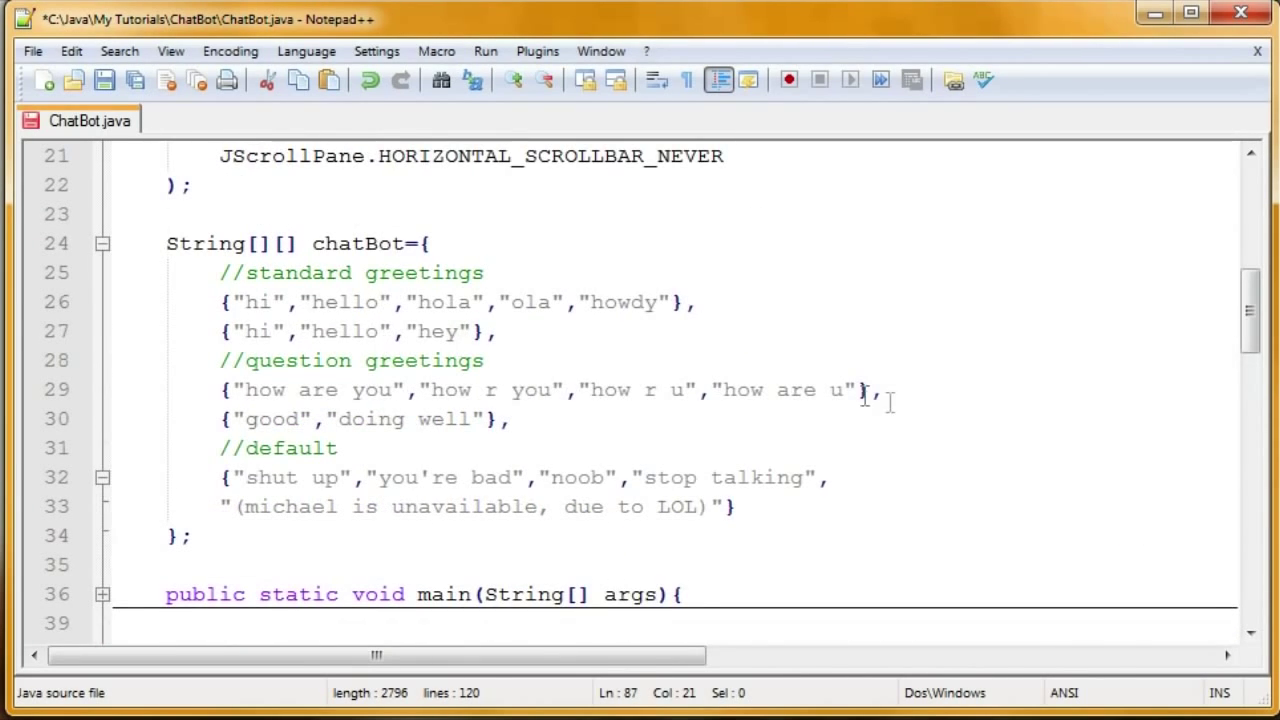 *C:\Java\My Tutorials\ChatBot\ChatBot.java - Notepad++
File Edit Search View Encoding Language Settings Macro Run Plugins Window ? X
ABC
ChatBot.java
21 JScrollPane.HORIZONTAL_SCROLLBAR_NEVER
22 );
23
24 String[][] chatBot={
25 //standard greetings
26 {"hi","hello","hola","ola","howdy"},
27 {"hi","hello","hey"},
28 //question greetings
29 {"how are you","how r you","how r u","how are u"},
30 {"good","doing well"},
31 //default
32 {"shut up","you're bad","noob","stop talking",
33 "(michael is unavailable, due to LOL)"}
34 };
35
36 public static void main(String[] args){
39
Java source file length : 2796 lines : 120 Ln : 87 Col : 21 Sel : 0 Dos\Windows ANSI INS